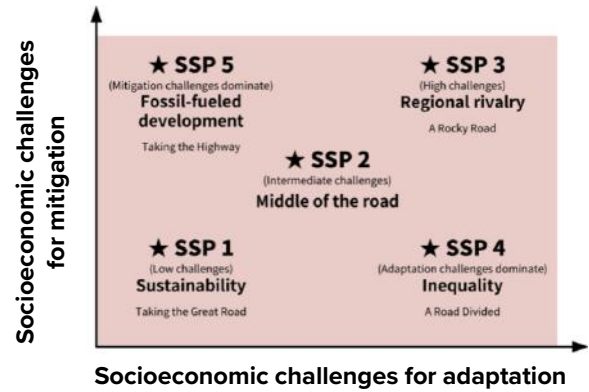 Socioeconomic challenges
for mitigation
★ SSP 5
(Mitigation challenges dominate)
Fossil-fueled
development
Taking the Highway
★ SSP 3
(High challenges)
Regional rivalry
A Rocky Road
★ SSP 2
(Intermediate challenges)
Middle of the road
★ SSP 1
(Low challenges)
Sustainability
Taking the Great Road
★ SSP 4
(Adaptation challenges dominate)
Inequality
A Road Divided
Socioeconomic challenges for adaptation